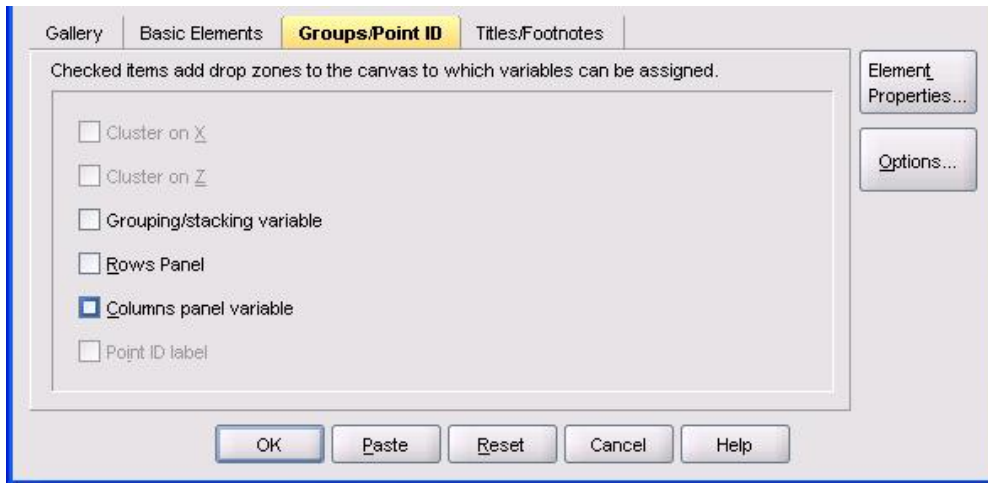 Gallery Basic Elements Groups/Point ID Titles/Footnotes
Checked items add drop zones to the canvas to which variables can be assigned.
Element
Properties...
Options...
Cluster on X
Cluster on Z
Grouping/stacking variable
Rows Panel
Columns panel variable
Point ID label
OK Paste Reset Cancel Help